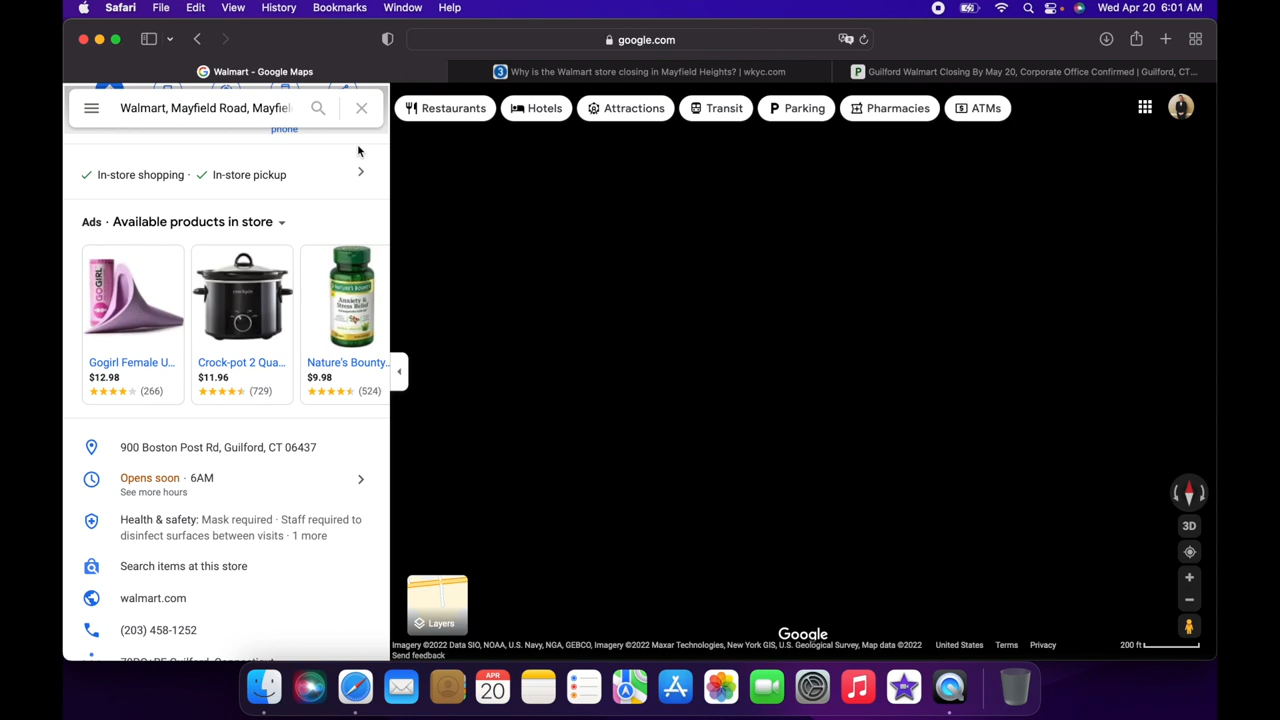 Safari File Edit View History Bookmarks Window Help
Wed Apr 20 6:01 AM
google.com
Walmart - Google Maps
Why is the Walmart store closing in Mayfield Heights? | wkyc.com
Guilford Walmart Closing By May 20, Corporate Office Confirmed | Guilford, CT...
Walmart, Mayfield Road, Mayfiel
Restaurants
Hotels
Attractions
Transit
Parking
Pharmacies
ATMs
phone
In-store shopping · In-store pickup
Ads · Available products in store
GOGIRL
crockpot
NATURE'S BOUNTY
Anxiety &
Stress Relief
Gogirl Female U...
$12.98
(266)
Crock-pot 2 Qua...
$11.96
(729)
Nature's Bounty...
$9.98
(524)
900 Boston Post Rd, Guilford, CT 06437
Opens soon · 6AM
See more hours
Health & safety: Mask required · Staff required to
disinfect surfaces between visits · 1 more
Search items at this store
walmart.com
(203) 458-1252
3D
Layers
Google
Imagery ©2022 Data SIO, NOAA, U.S. Navy, NGA, GEBCO, Imagery ©2022 Maxar Technologies, New York GIS, U.S. Geological Survey, Map data ©2022 United States Terms Privacy 200 ft
Send feedback
APR
20